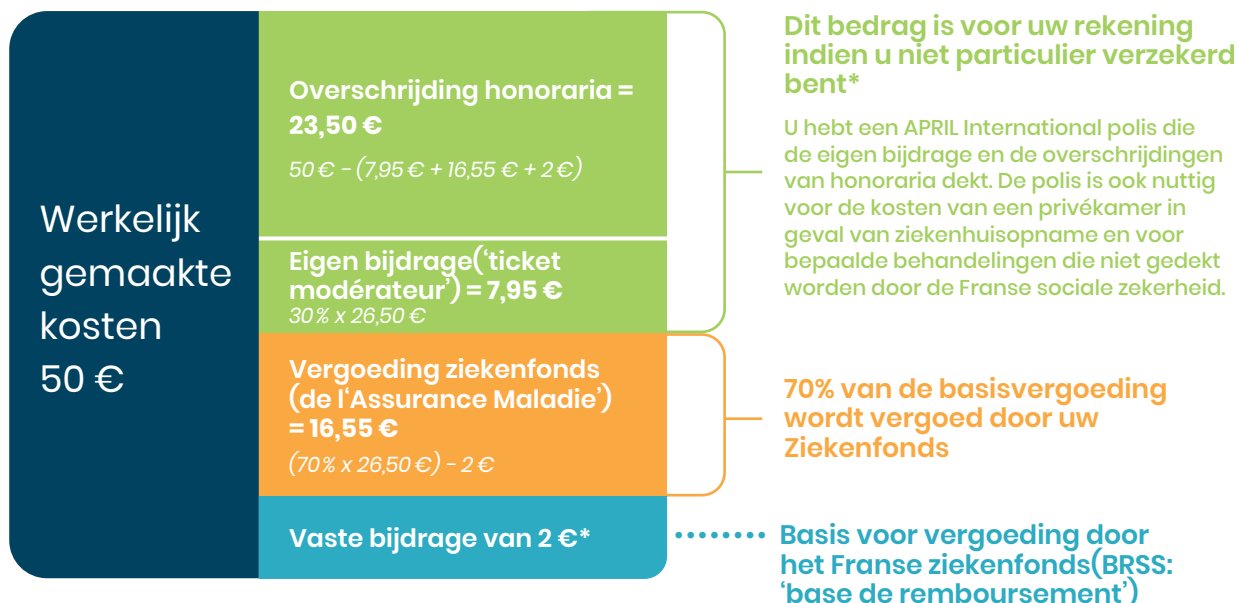 Werkelijk
gemaakte
kosten
50 €
Overschrijding honoraria =
23,50 €
50 € - (7,95 € + 16,55 € + 2 €)
Eigen bijdrage(‘ticket
modérateur’) = 7,95 €
30% x 26,50 €
Vergoeding ziekenfonds
(de l‘Assurance Maladie’)
= 16,55 €
(70% x 26,50 €) - 2 €
Vaste bijdrage van 2 €*
Dit bedrag is voor uw rekening
indien u niet particulier verzekerd
bent*
U hebt een APRIL International polis die
de eigen bijdrage en de overschrijdingen
van honoraria dekt. De polis is ook nuttig
voor de kosten van een privékamer in
geval van ziekenhuisopname en voor
bepaalde behandelingen die niet gedekt
worden door de Franse sociale zekerheid.
70% van de basisvergoeding
wordt vergoed door uw
Ziekenfonds
Basis voor vergoeding door
het Franse ziekenfonds(BRSS:
‘base de remboursement’)